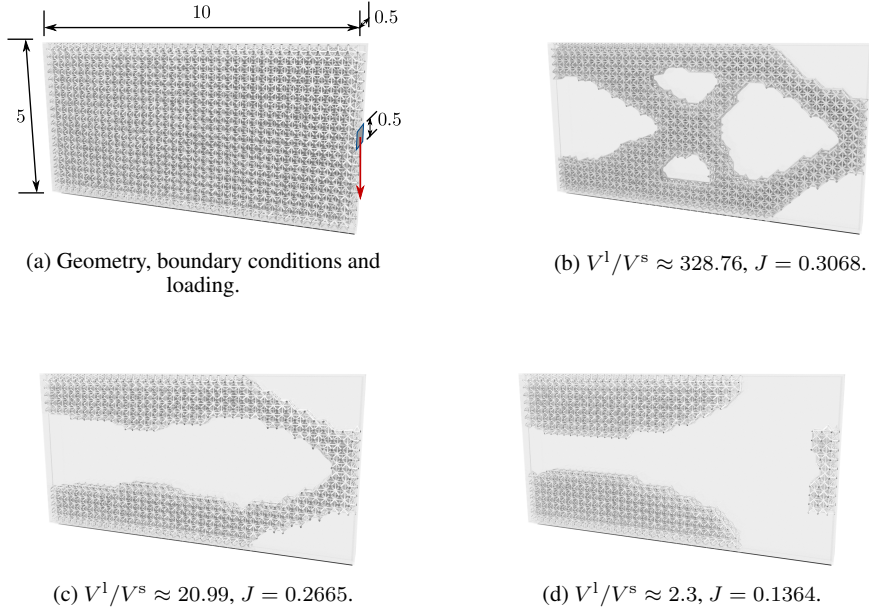 10
0.5
5
0.5
(a) Geometry, boundary conditions and
loading.
(b) V^l/V^s ≈ 328.76, J = 0.3068.
(c) V^l/V^s ≈ 20.99, J = 0.2665.
(d) V^l/V^s ≈ 2.3, J = 0.1364.